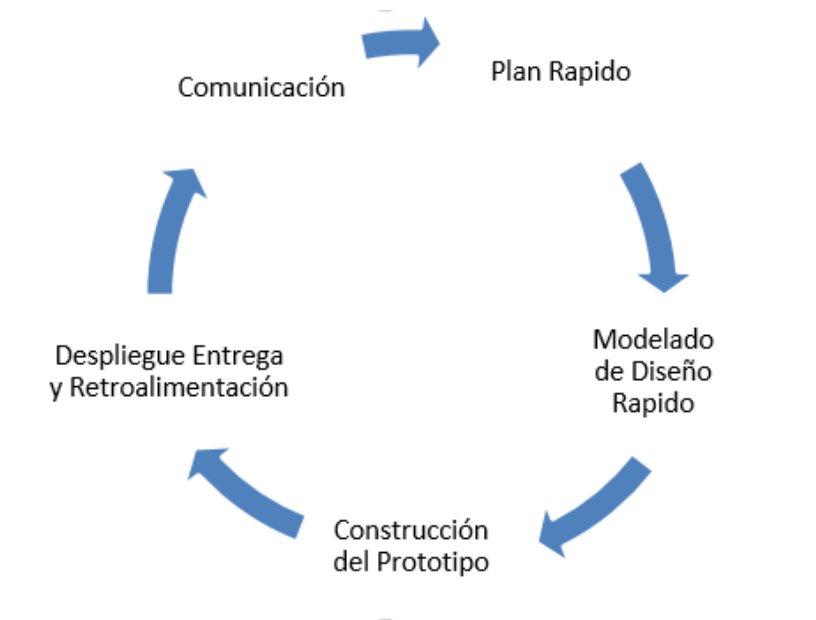 Comunicación
Plan Rapido
Modelado
de Diseño
Rapido
Construcción
del Prototipo
Despliegue Entrega
y Retroalimentación